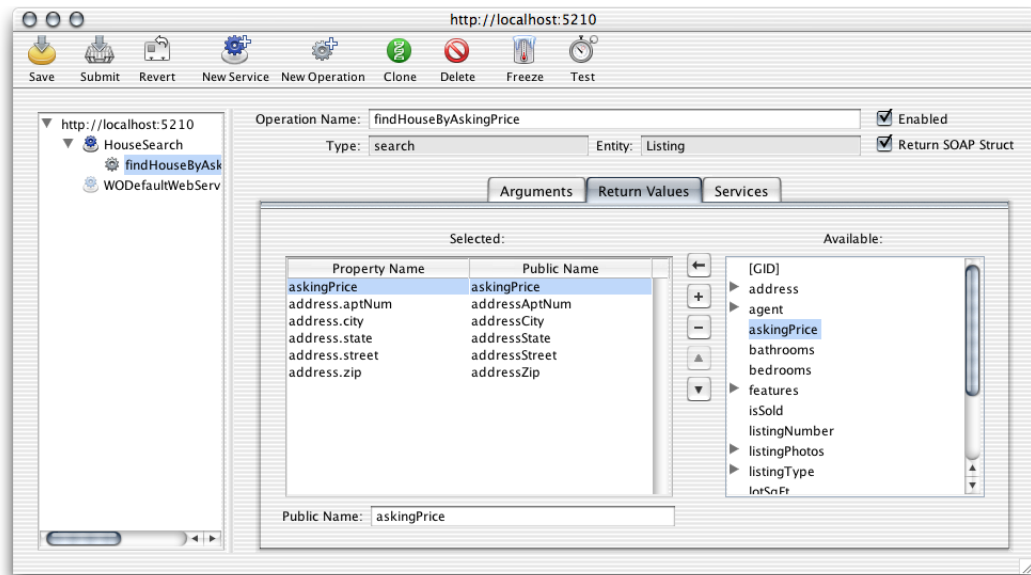 http://localhost:5210
Save Submit Revert New Service New Operation Clone Delete Freeze Test
http://localhost:5210
HouseSearch
findHouseByAsk
WODefaultWebServ
Operation Name: findHouseByAskingPrice Enabled
Type: search Entity: Listing Return SOAP Struct
Arguments Return Values Services
Selected:
Property Name Public Name
askingPrice askingPrice
address.aptNum addressAptNum
address.city addressCity
address.state addressState
address.street addressStreet
address.zip addressZip
Public Name: askingPrice
Available:
[GID]
address
agent
askingPrice
bathrooms
bedrooms
features
isSold
listingNumber
listingPhotos
listingType
lotSqFt